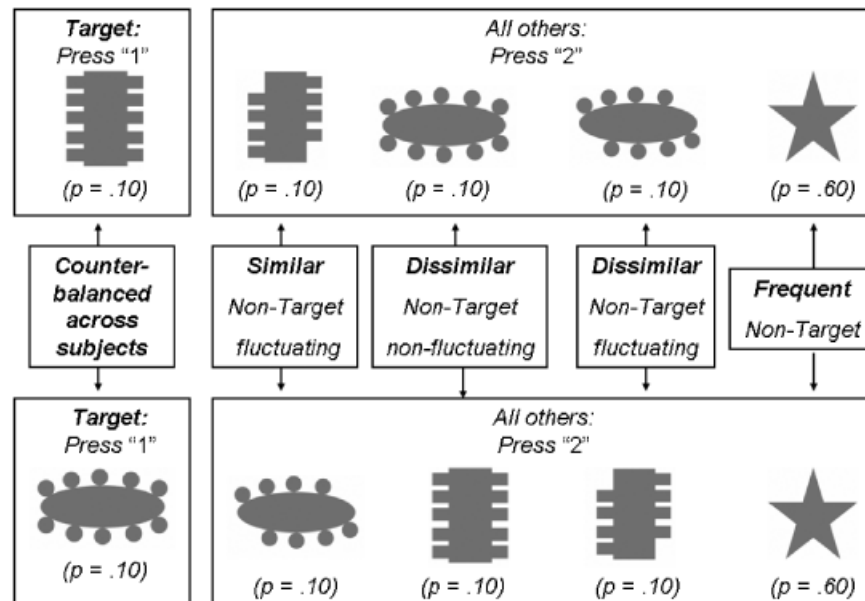 Target:
Press "1"
(p = .10)
All others:
Press "2"
(p = .10)
(p = .10)
(p = .10)
(p = .60)
Counter-
balanced
across
subjects
Similar
Non-Target
fluctuating
Dissimilar
Non-Target
non-fluctuating
Dissimilar
Non-Target
fluctuating
Frequent
Non-Target
Target:
Press "1"
(p = .10)
All others:
Press "2"
(p = .10)
(p = .10)
(p = .10)
(p = .60)